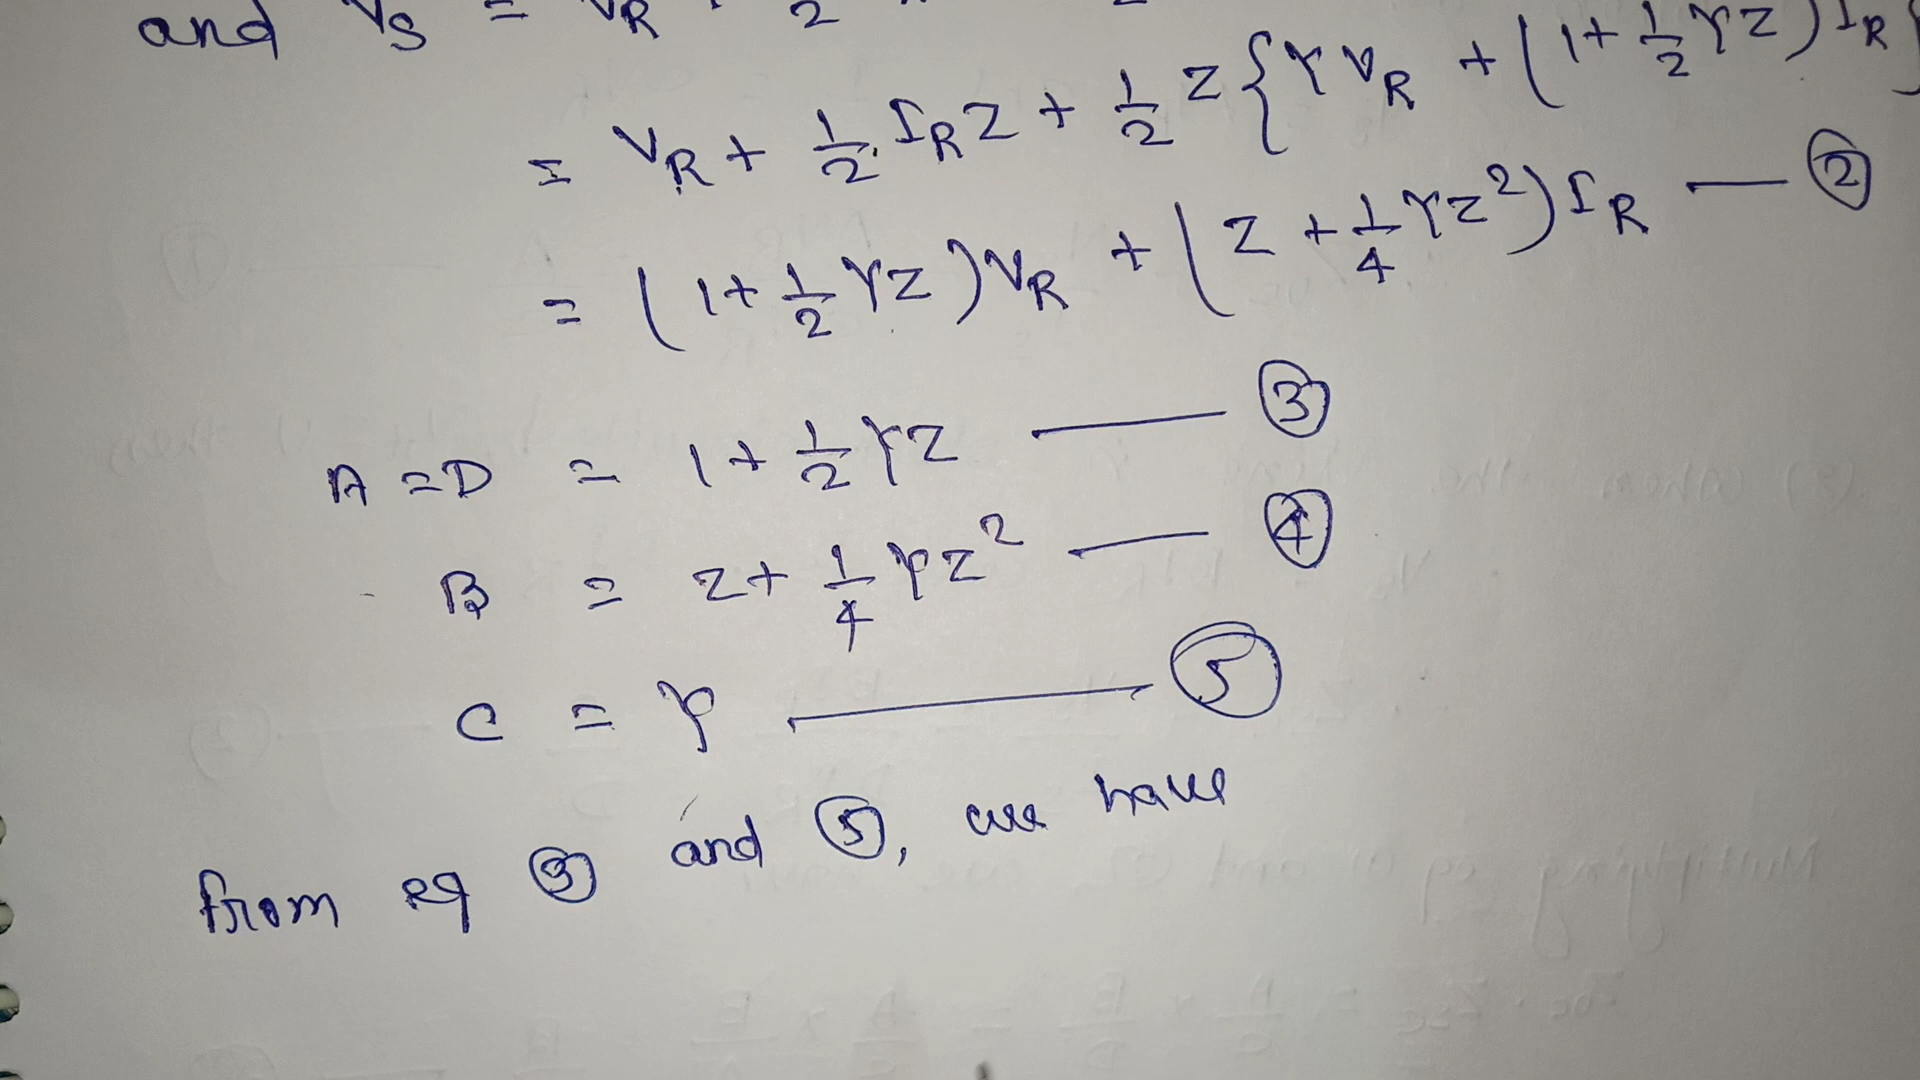 and Vs = VR 2
= VR + 1/2 . IR Z + 1/2 Z { Y VR + (1 + 1/2 YZ) IR }
= (1 + 1/2 YZ) VR + (Z + 1/4 YZ²) IR — ②
A = D = 1 + 1/2 YZ — ③
B = Z + 1/4 YZ² — ④
C = Y — ⑤
from eq ③ and ⑤, we have